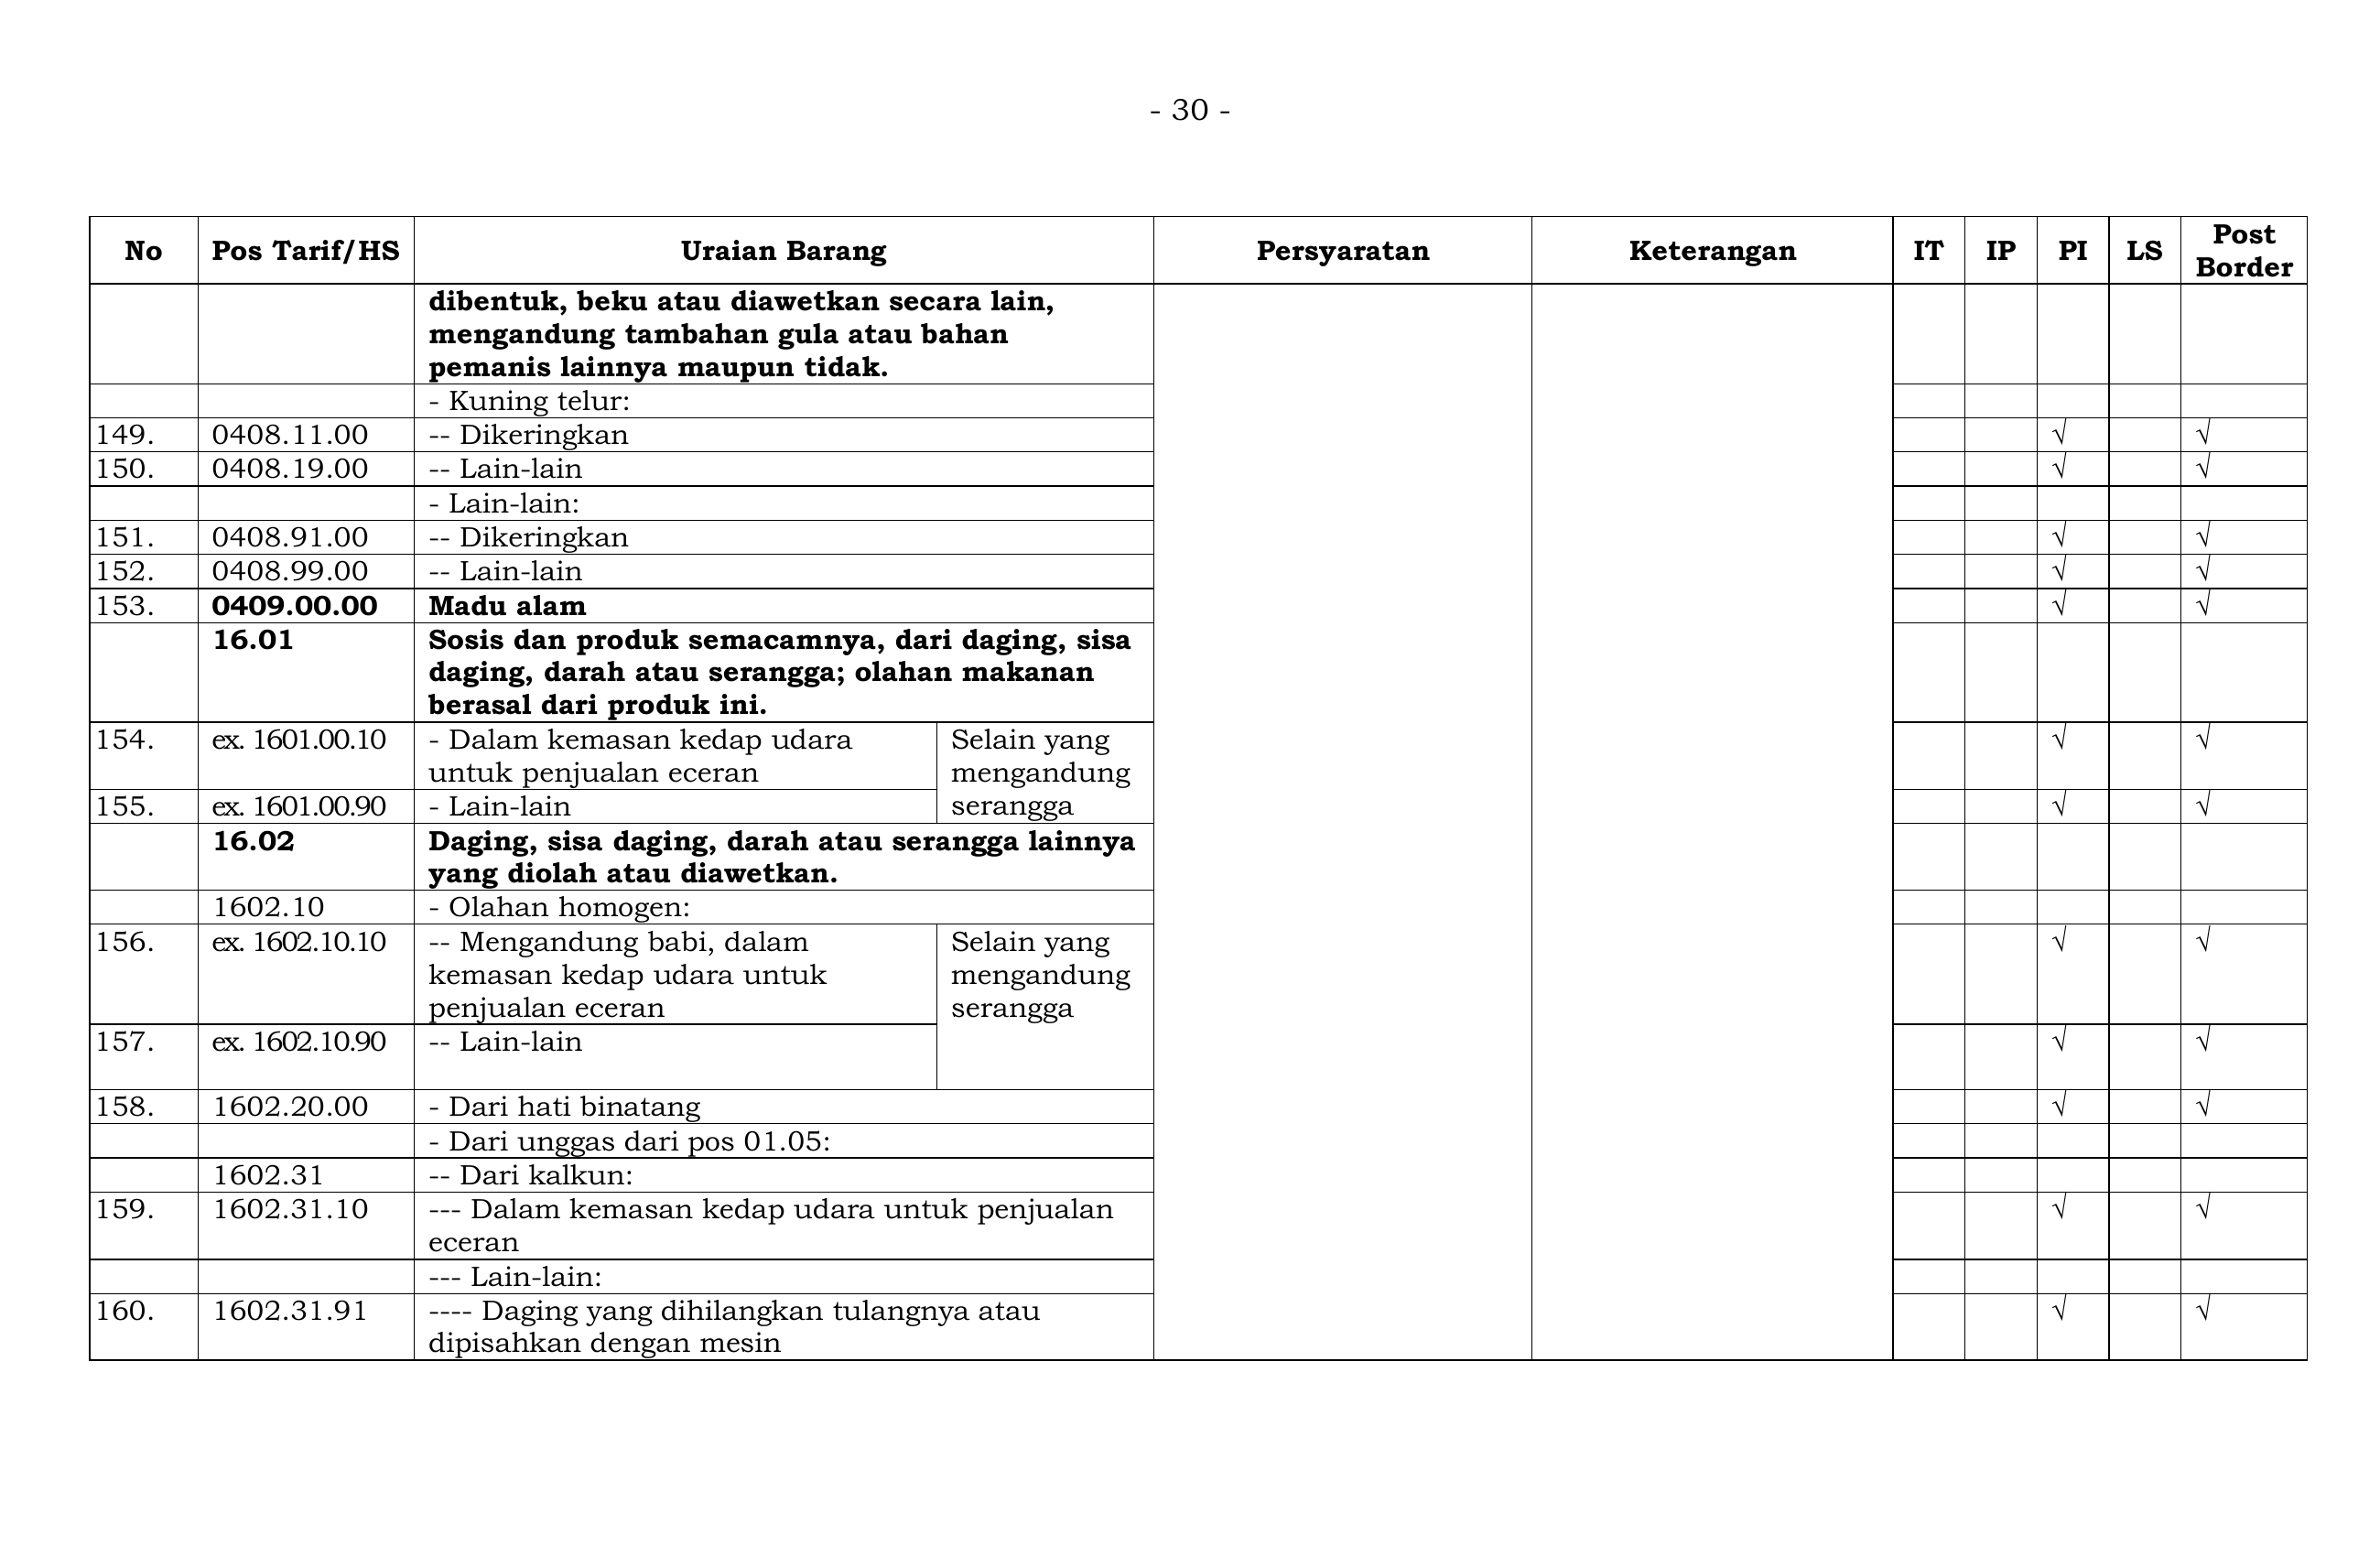 - 30 -
No Pos Tarif/HS Uraian Barang Persyaratan Keterangan IT IP PI LS Post Border
dibentuk, beku atau diawetkan secara lain,
mengandung tambahan gula atau bahan
pemanis lainnya maupun tidak.
- Kuning telur:
149. 0408.11.00 -- Dikeringkan √ √
150. 0408.19.00 -- Lain-lain √ √
- Lain-lain:
151. 0408.91.00 -- Dikeringkan √ √
152. 0408.99.00 -- Lain-lain √ √
153. 0409.00.00 Madu alam √ √
16.01 Sosis dan produk semacamnya, dari daging, sisa
daging, darah atau serangga; olahan makanan
berasal dari produk ini.
154. ex. 1601.00.10 - Dalam kemasan kedap udara Selain yang √ √
untuk penjualan eceran mengandung
155. ex. 1601.00.90 - Lain-lain serangga √ √
16.02 Daging, sisa daging, darah atau serangga lainnya
yang diolah atau diawetkan.
1602.10 - Olahan homogen:
156. ex. 1602.10.10 -- Mengandung babi, dalam Selain yang √ √
kemasan kedap udara untuk mengandung
penjualan eceran serangga
157. ex. 1602.10.90 -- Lain-lain √ √
158. 1602.20.00 - Dari hati binatang √ √
- Dari unggas dari pos 01.05:
1602.31 -- Dari kalkun:
159. 1602.31.10 --- Dalam kemasan kedap udara untuk penjualan √ √
eceran
--- Lain-lain:
160. 1602.31.91 ---- Daging yang dihilangkan tulangnya atau √ √
dipisahkan dengan mesin